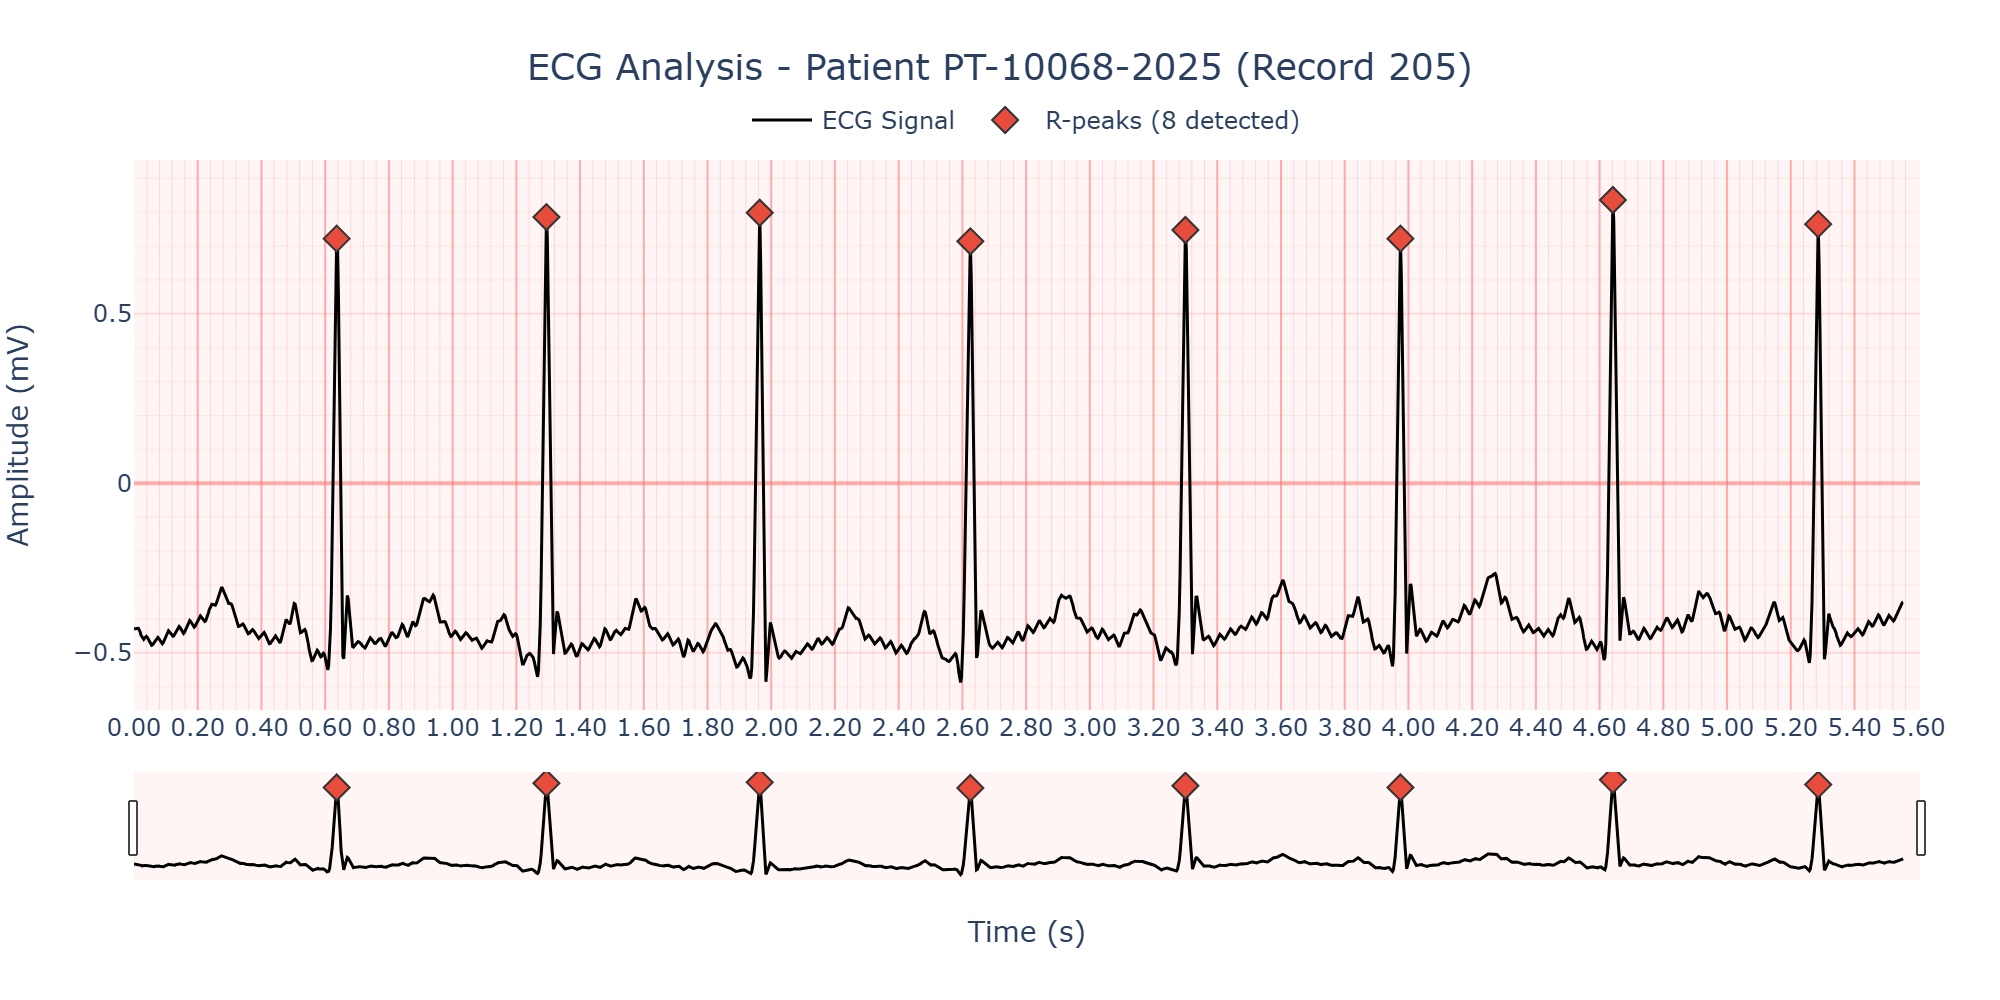 ECG Analysis - Patient PT-10068-2025 (Record 205)
ECG Signal R-peaks (8 detected)
Amplitude (mV)
0.5
0
−0.5
0.00 0.20 0.40 0.60 0.80 1.00 1.20 1.40 1.60 1.80 2.00 2.20 2.40 2.60 2.80 3.00 3.20 3.40 3.60 3.80 4.00 4.20 4.40 4.60 4.80 5.00 5.20 5.40 5.60
Time (s)